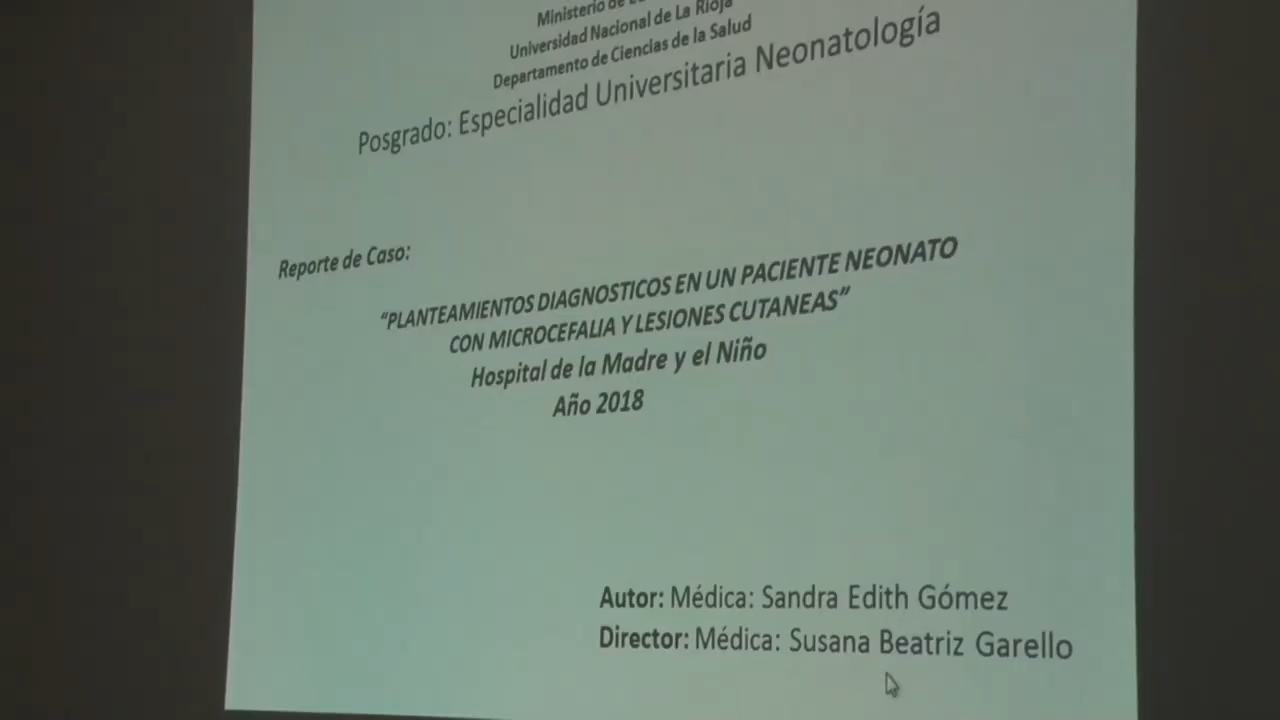 Ministerio de
Universidad Nacional de La Rioja
Departamento de Ciencias de la Salud
Posgrado: Especialidad Universitaria Neonatología
Reporte de Caso:
“PLANTEAMIENTOS DIAGNOSTICOS EN UN PACIENTE NEONATO
CON MICROCEFALIA Y LESIONES CUTANEAS”
Hospital de la Madre y el Niño
Año 2018
Autor: Médica: Sandra Edith Gómez
Director: Médica: Susana Beatriz Garello